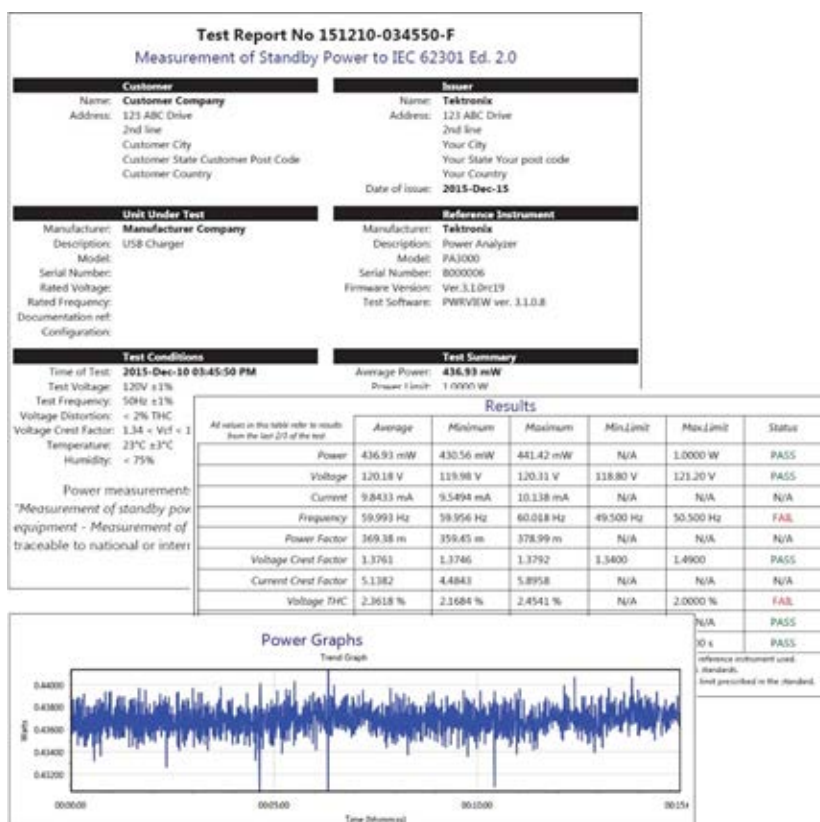 Test Report No 151210-034550-F
Measurement of Standby Power to IEC 62301 Ed. 2.0
Customer
Name: Customer Company
Address: 123 ABC Drive
2nd line
Customer City
Customer State Customer Post Code
Customer Country
Issuer
Name: Tektronix
Address: 123 ABC Drive
2nd line
Your City
Your State Your post code
Your Country
Date of issue: 2015-Dec-15
Unit Under Test
Manufacturer: Manufacturer Company
Description: USB Charger
Model:
Serial Number:
Rated Voltage:
Rated Frequency:
Documentation ref:
Configuration:
Reference Instrument
Manufacturer: Tektronix
Description: Power Analyzer
Model: PA3000
Serial Number: B000006
Firmware Version: Ver.3.1.0rc19
Test Software: PWRVIEW ver. 3.1.0.8
Test Conditions
Time of Test: 2015-Dec-10 03:45:50 PM
Test Voltage: 120V ±1%
Test Frequency: 50Hz ±1%
Voltage Distortion: < 2% THC
Voltage Crest Factor: 1.34 < Vcf < 1
Temperature: 23°C ±3°C
Humidity: < 75%
Test Summary
Average Power: 436.93 mW
Power Limit: 1.0000 W
Power measurement
"Measurement of standby pow
equipment - Measurement of
traceable to national or inter
Results
All values in this table refer to results from the last 2/3 of the test Average Minimum Maximum Min.Limit Max.Limit Status
Power 436.93 mW 430.56 mW 441.42 mW N/A 1.0000 W PASS
Voltage 120.18 V 119.98 V 120.31 V 118.80 V 121.20 V PASS
Current 9.8433 mA 9.5494 mA 10.138 mA N/A N/A N/A
Frequency 59.993 Hz 59.956 Hz 60.018 Hz 49.500 Hz 50.500 Hz FAIL
Power Factor 369.38 m 359.65 m 378.99 m N/A N/A N/A
Voltage Crest Factor 1.3761 1.3746 1.3792 1.3400 1.4900 PASS
Current Crest Factor 5.1382 4.4843 5.8958 N/A N/A N/A
Voltage THC 2.3618 % 2.1684 % 2.4541 % N/A 2.0000 % FAIL
N/A PASS
00 s PASS
reference instrument used.
standards.
limit prescribed in the standard.
Power Graphs
Trend Graph
Watts
0.44000
0.43800
0.43600
0.43400
0.43200
00:00:00 00:05:00 00:10:00 00:15:
Time (hh:mm:ss)